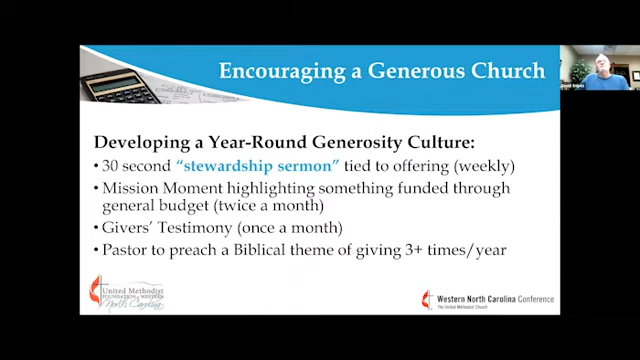 Encouraging a Generous Church
Developing a Year-Round Generosity Culture:
• 30 second “stewardship sermon” tied to offering (weekly)
• Mission Moment highlighting something funded through
general budget (twice a month)
• Givers’ Testimony (once a month)
• Pastor to preach a Biblical theme of giving 3+ times/year
United Methodist
FOUNDATION of WESTERN
North Carolina
Western North Carolina Conference
The United Methodist Church